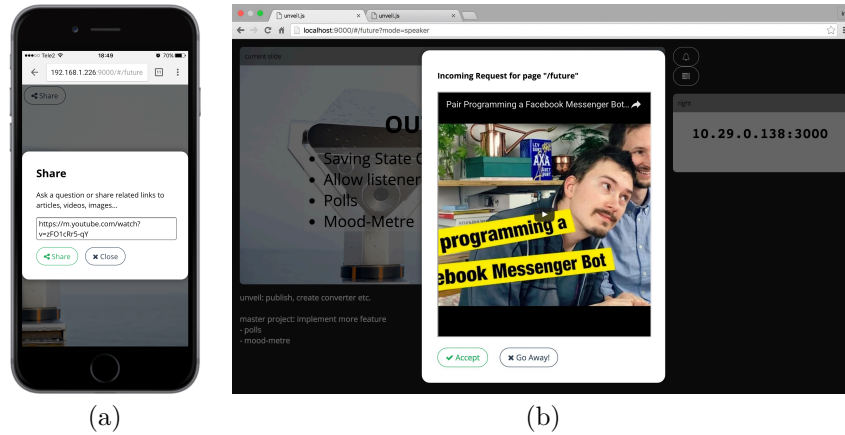 Tele2 18:49 70%
192.168.1.226:9000/#/future
Share
Share
Ask a question or share related links to
articles, videos, images...
https://m.youtube.com/watch?
v=zFO1cRr5-qY
Share Close
(a)
unveil.js unveil.js
localhost:9000/#/future?mode=speaker
current slide
OU
Saving State
Allow listener
Polls
Mood-Metre
unveil: publish, create converter etc.
master project: implement more feature
- polls
- mood-metre
Incoming Request for page "/future"
Pair Programming a Facebook Messenger Bot...
AXA
programming a
ebook Messenger Bot
Accept Go Away!
right
10.29.0.138:3000
(b)